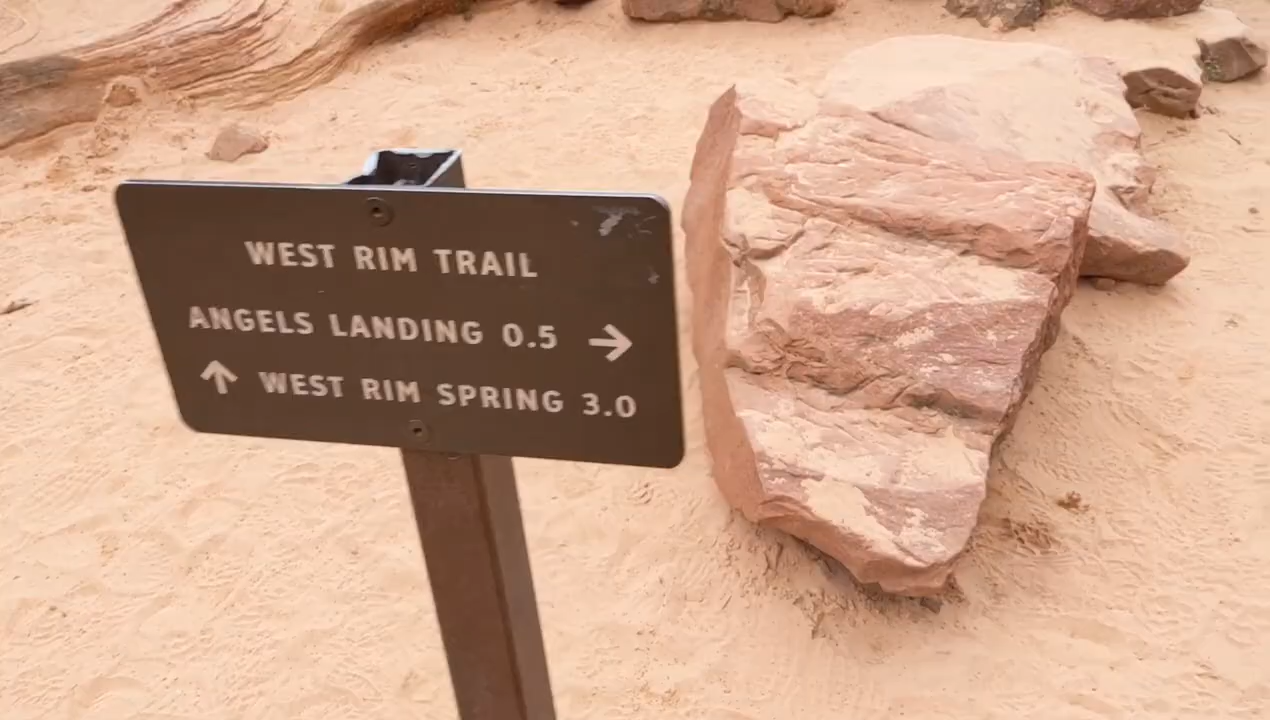 WEST RIM TRAIL
ANGELS LANDING 0.5 →
↑ WEST RIM SPRING 3.0